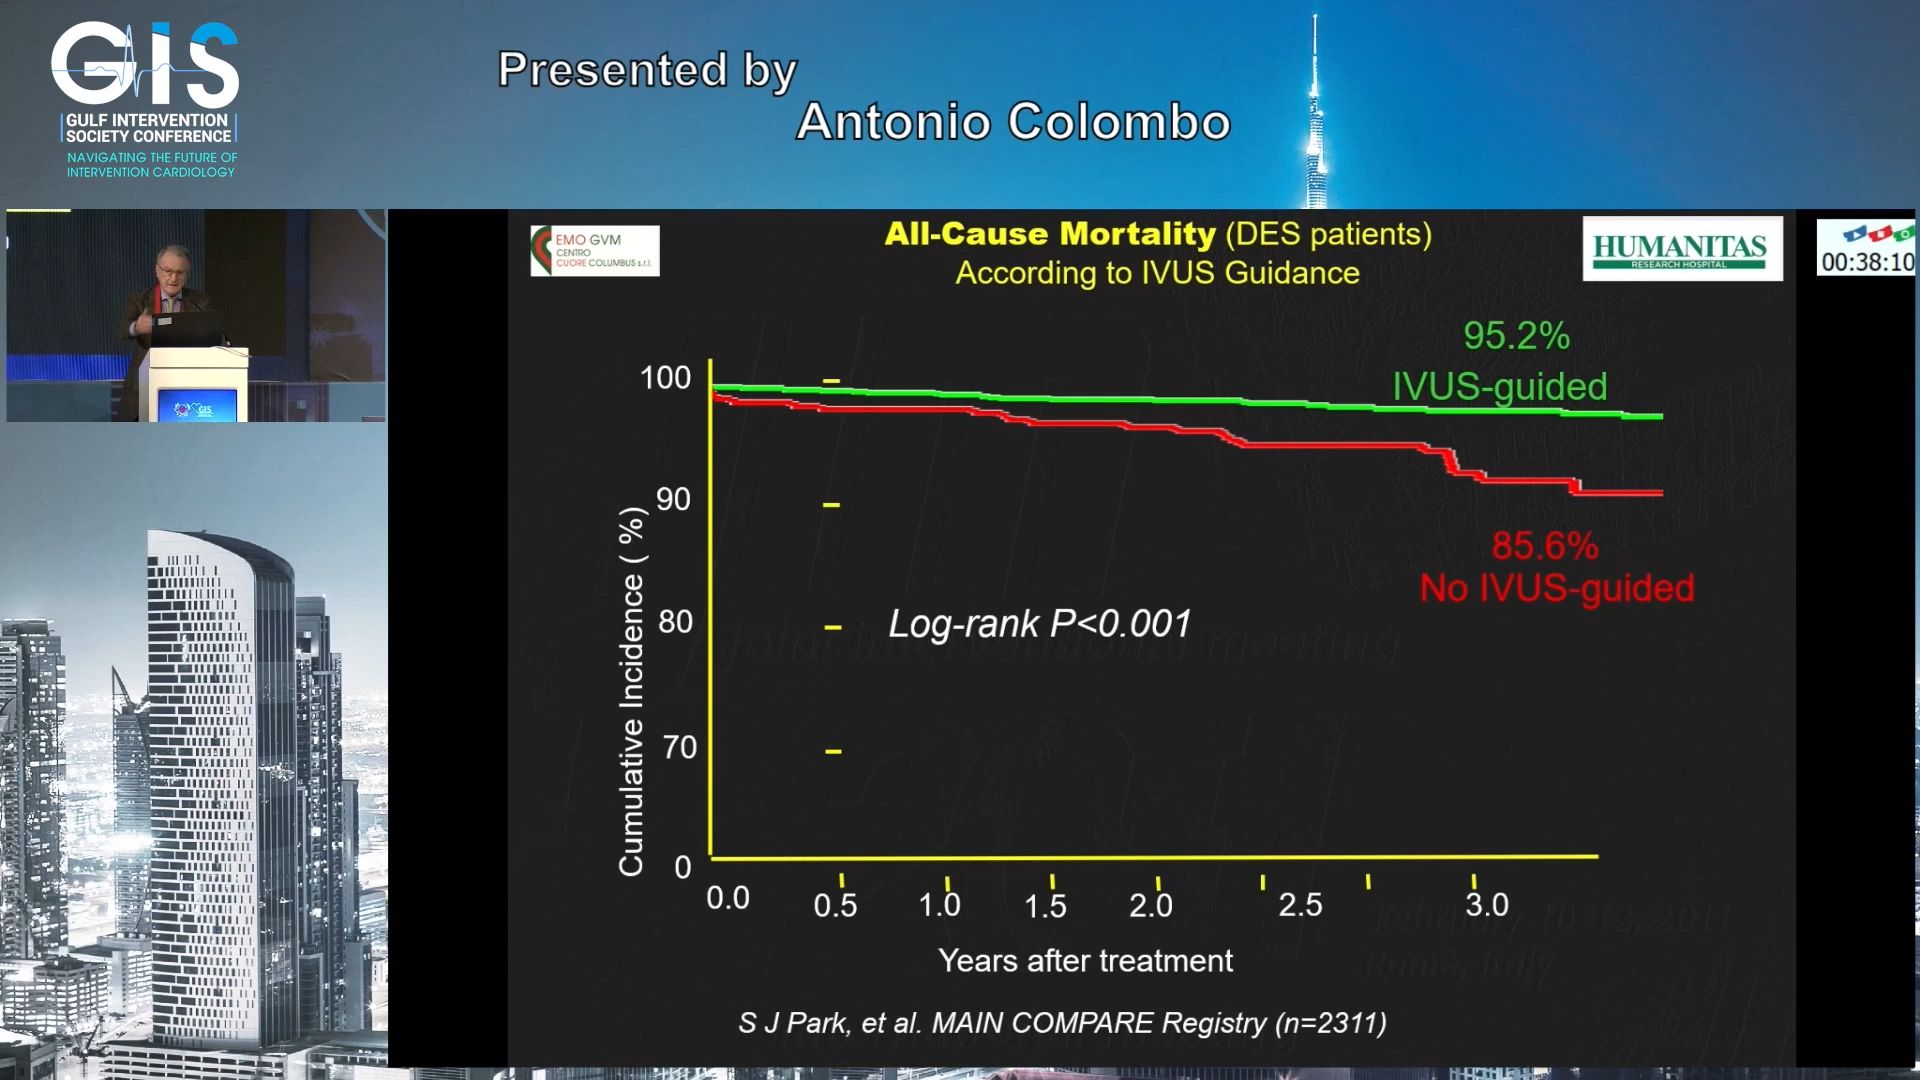 GIS
GULF INTERVENTION
SOCIETY CONFERENCE
NAVIGATING THE FUTURE OF
INTERVENTION CARDIOLOGY
Presented by
Antonio Colombo
EMO GVM
CENTRO
CUORE COLUMBUS s.r.l.
All-Cause Mortality (DES patients)
According to IVUS Guidance
HUMANITAS
RESEARCH HOSPITAL
00:38:10
95.2%
IVUS-guided
85.6%
No IVUS-guided
Log-rank P<0.001
Cumulative Incidence ( %)
100
90
80
70
0
0.0 0.5 1.0 1.5 2.0 2.5 3.0
Years after treatment
S J Park, et al. MAIN COMPARE Registry (n=2311)
GIS